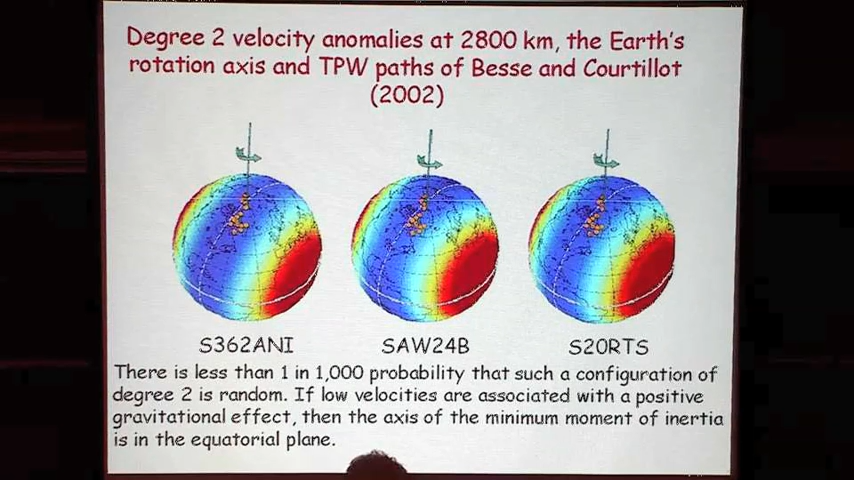 Degree 2 velocity anomalies at 2800 km, the Earth's
rotation axis and TPW paths of Besse and Courtillot
(2002)
S362ANI
SAW24B
S20RTS
There is less than 1 in 1,000 probability that such a configuration of
degree 2 is random. If low velocities are associated with a positive
gravitational effect, then the axis of the minimum moment of inertia
is in the equatorial plane.